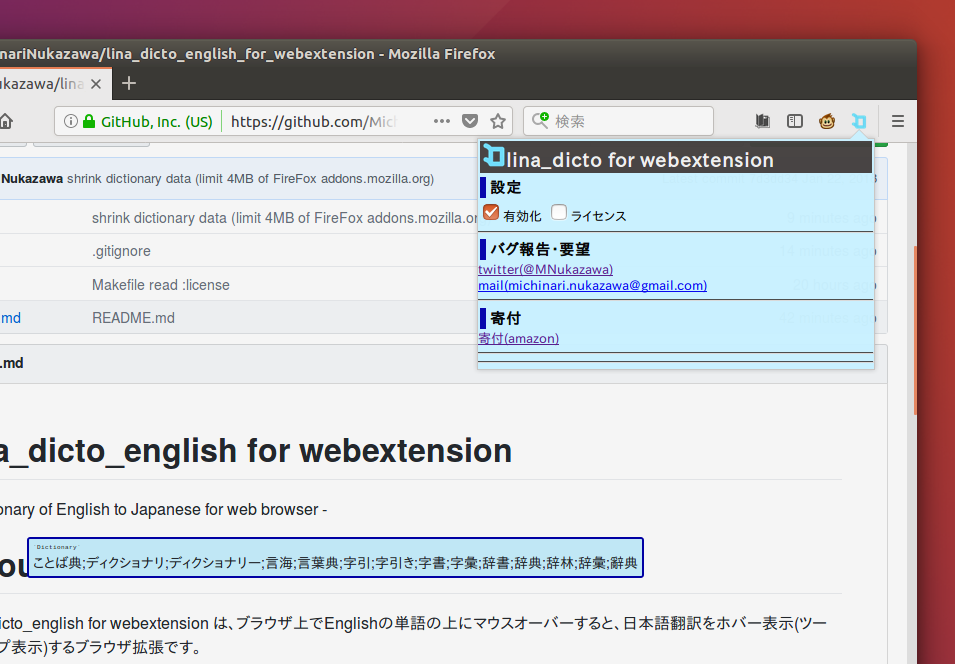 nariNukazawa/lina_dicto_english_for_webextension - Mozilla Firefox
ukazawa/lina
GitHub, Inc. (US) https://github.com/Mich 検索
lina_dicto for webextension
設定
有効化 ライセンス
バグ報告・要望
twitter(@MNukazawa)
mail(michinari.nukazawa@gmail.com)
寄付
寄付(amazon)
Nukazawa shrink dictionary data (limit 4MB of FireFox addons.mozilla.org)
shrink dictionary data (limit 4MB of FireFox addons.mozilla.or
.gitignore
Makefile read :license
md README.md
.md
a_dicto_english for webextension
onary of English to Japanese for web browser -
ou
Dictionary
ことば典;ディクショナリ;ディクショナリー;言海;言葉典;字引;字引き;字書;字彙;辞書;辞典;辞林;辞彙;辭典
icto_english for webextension は、ブラウザ上でEnglishの単語の上にマウスオーバーすると、日本語翻訳をホバー表示(ツー
プ表示)するブラウザ拡張です。